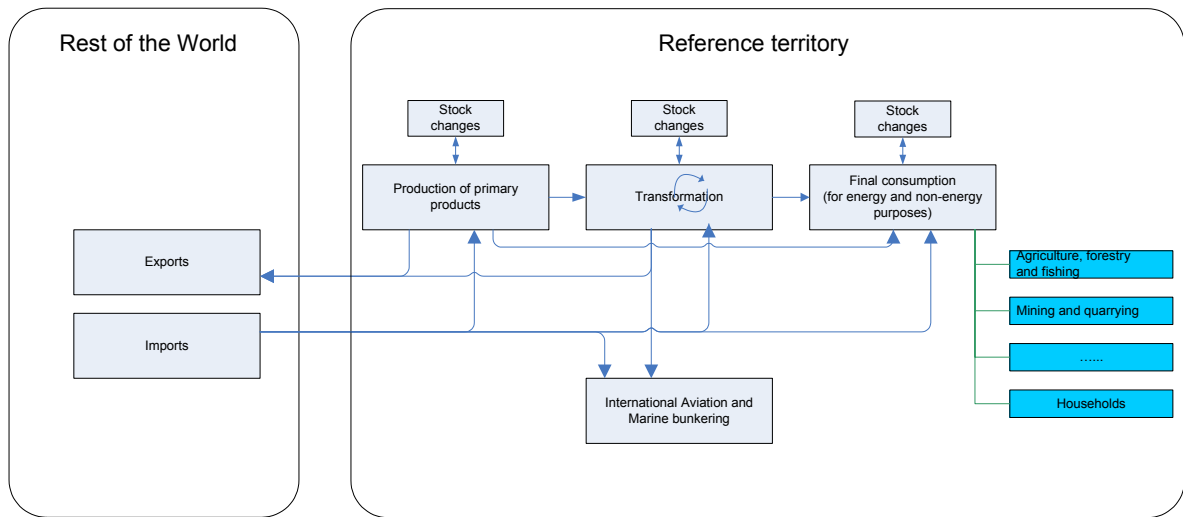 Rest of the World
Reference territory
Stock
changes
Stock
changes
Stock
changes
Production of primary
products
Transformation
Final consumption
(for energy and non-energy
purposes)
Exports
Imports
Agriculture, forestry
and fishing
Mining and quarrying
…...
Households
International Aviation and
Marine bunkering